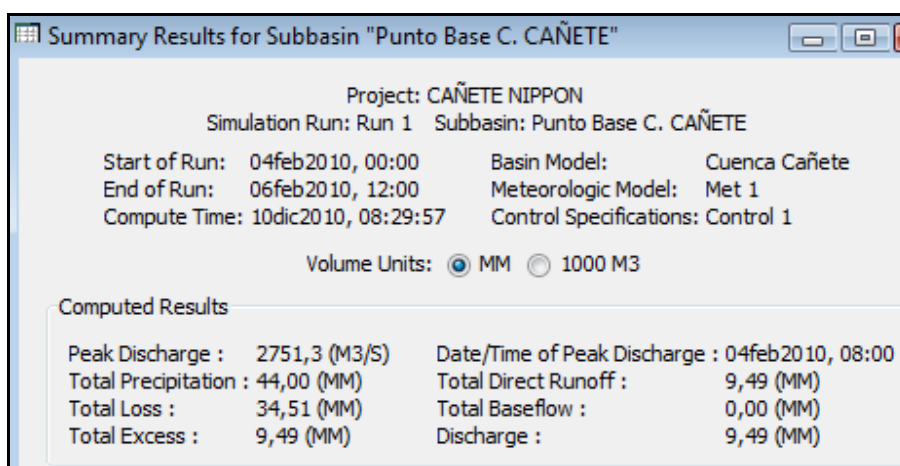 Summary Results for Subbasin "Punto Base C. CAÑETE"
Project: CAÑETE NIPPON
Simulation Run: Run 1 Subbasin: Punto Base C. CAÑETE
Start of Run: 04feb2010, 00:00 Basin Model: Cuenca Cañete
End of Run: 06feb2010, 12:00 Meteorologic Model: Met 1
Compute Time: 10dic2010, 08:29:57 Control Specifications: Control 1
Volume Units: MM 1000 M3
Computed Results
Peak Discharge : 2751,3 (M3/S) Date/Time of Peak Discharge : 04feb2010, 08:00
Total Precipitation : 44,00 (MM) Total Direct Runoff : 9,49 (MM)
Total Loss : 34,51 (MM) Total Baseflow : 0,00 (MM)
Total Excess : 9,49 (MM) Discharge : 9,49 (MM)